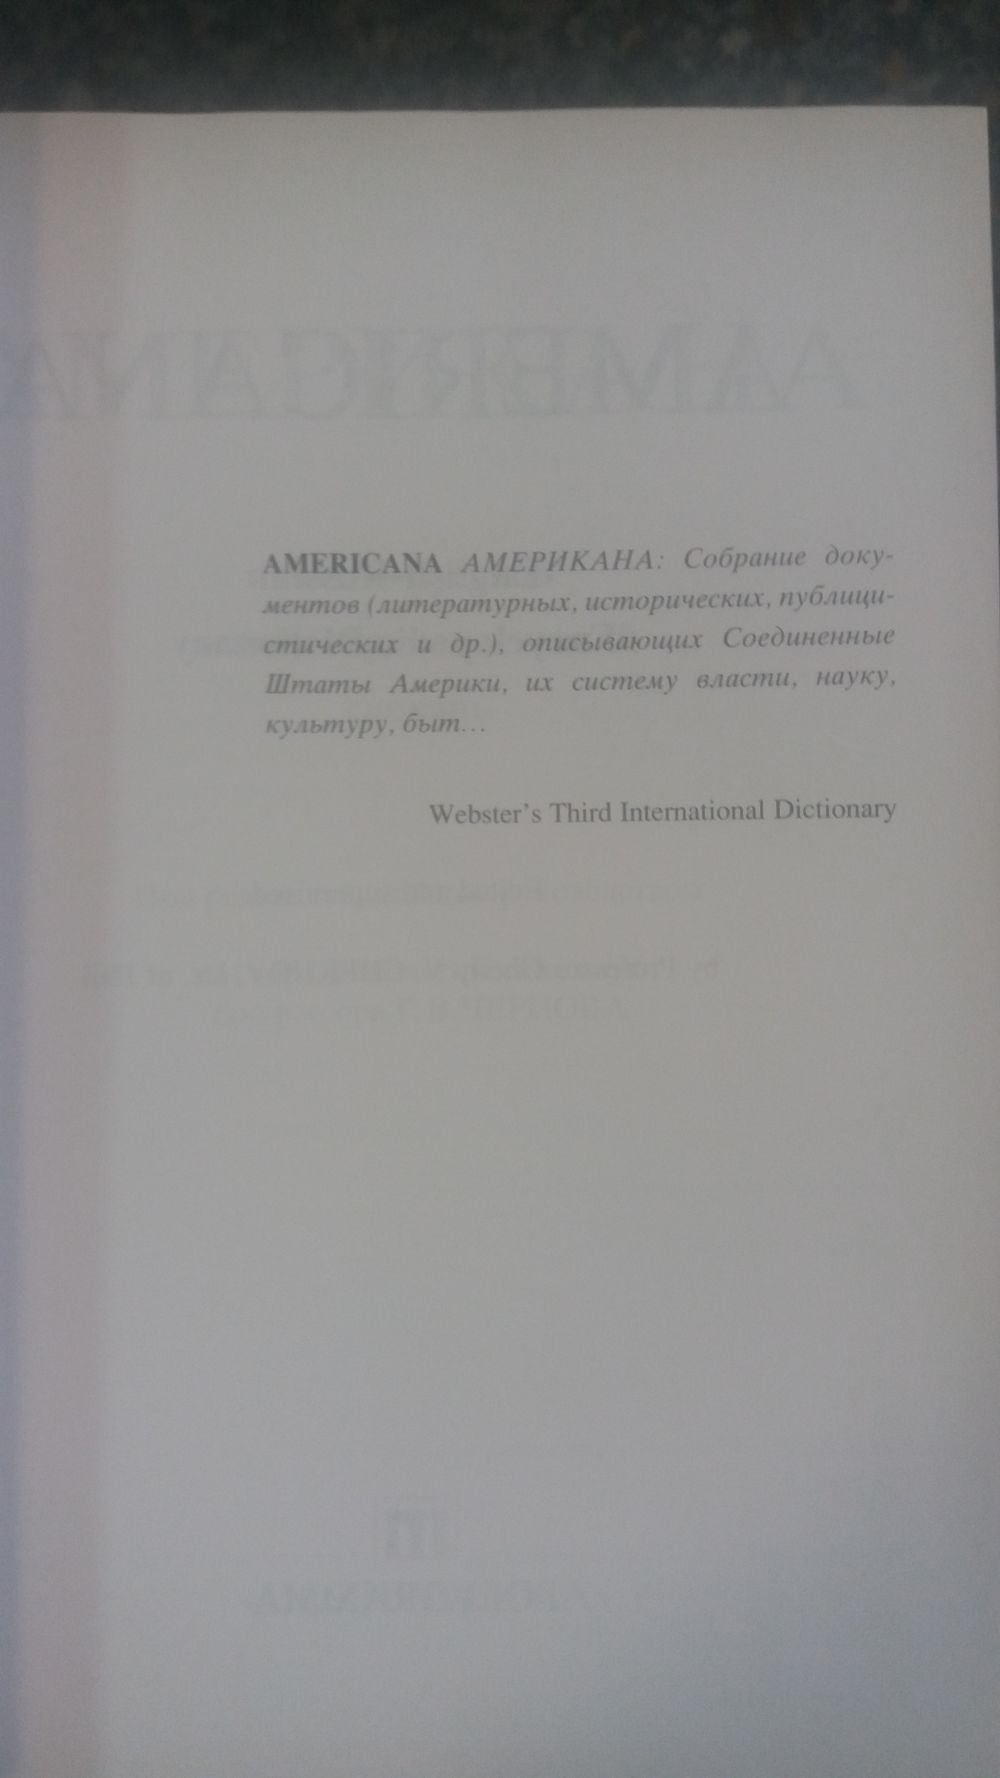 AMERICANA АМЕРИКАНА: Собрание доку-
ментов (литературных, исторических, публици-
стических и др.), описывающих Соединенные
Штаты Америки, их систему власти, науку,
культуру, быт…
Webster's Third International Dictionary